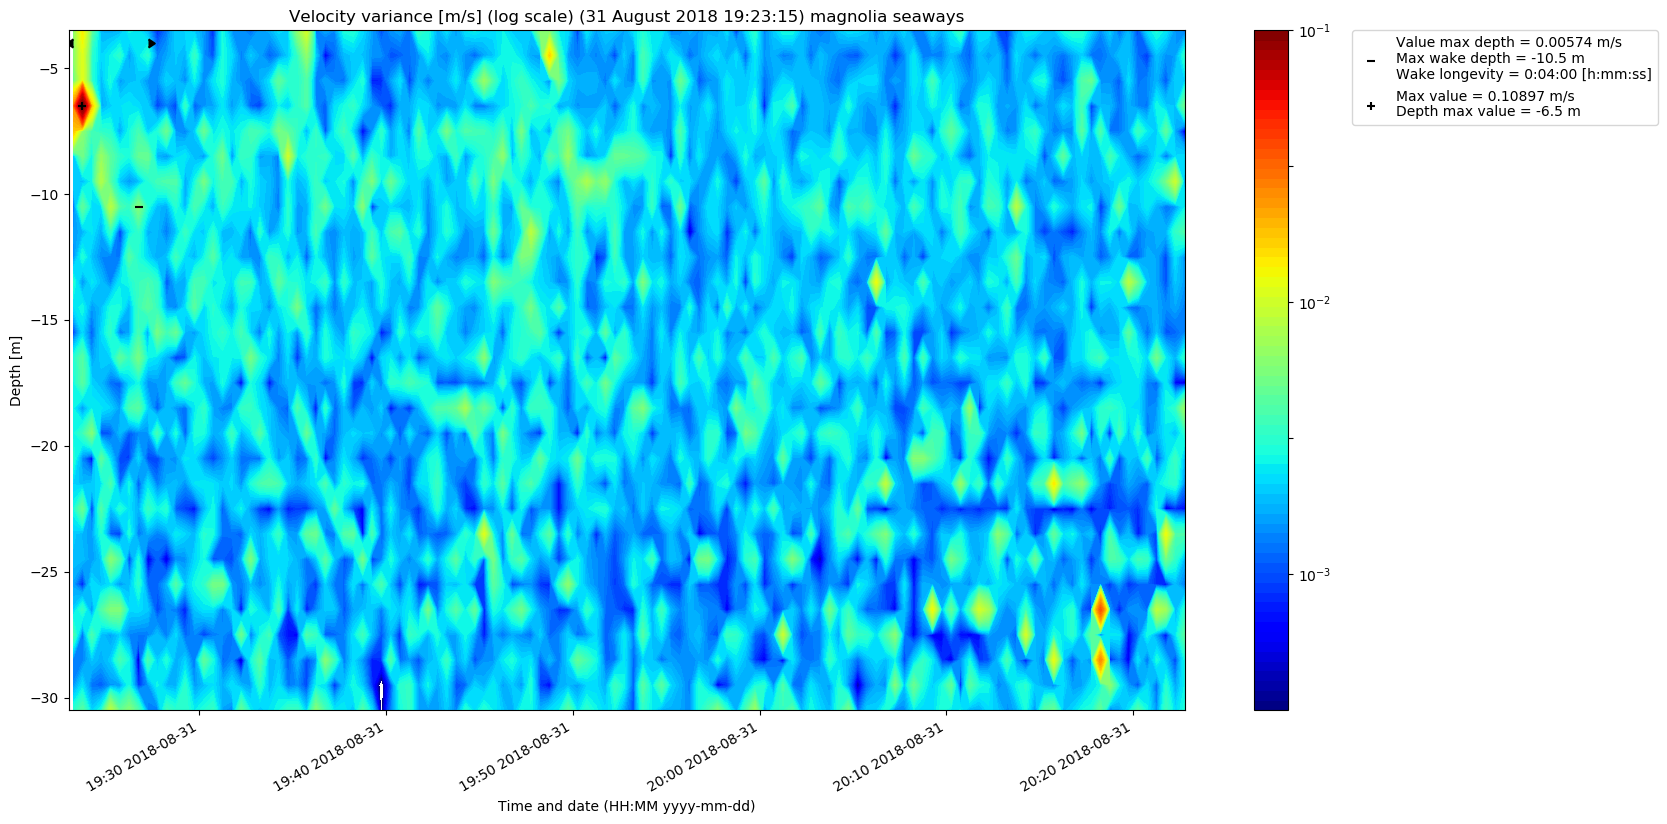 Velocity variance [m/s] (log scale) (31 August 2018 19:23:15) magnolia seaways
Value max depth = 0.00574 m/s
Max wake depth = -10.5 m
Wake longevity = 0:04:00 [h:mm:ss]
Max value = 0.10897 m/s
Depth max value = -6.5 m
Depth [m]
−5
−10
−15
−20
−25
−30
19:30 2018-08-31
19:40 2018-08-31
19:50 2018-08-31
20:00 2018-08-31
20:10 2018-08-31
20:20 2018-08-31
Time and date (HH:MM yyyy-mm-dd)
10⁻¹
10⁻²
10⁻³